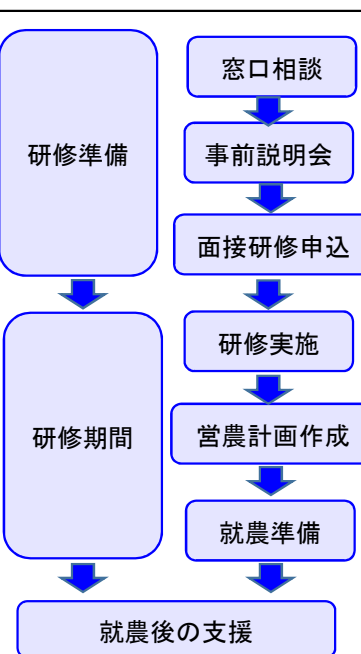 研修準備
窓口相談
事前説明会
面接研修申込
研修期間
研修実施
営農計画作成
就農準備
就農後の支援